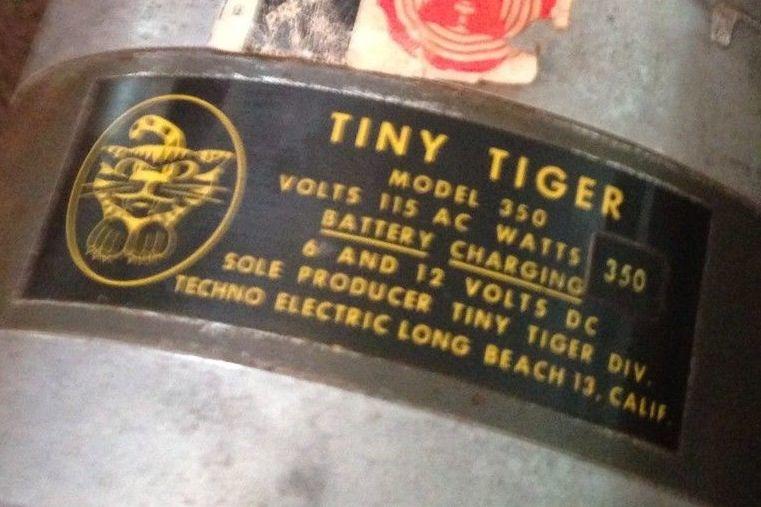 TINY TIGER
MODEL 350
VOLTS 115 AC WATTS 350
BATTERY CHARGING
6 AND 12 VOLTS DC
SOLE PRODUCER TINY TIGER DIV.
TECHNO ELECTRIC LONG BEACH 13, CALIF.